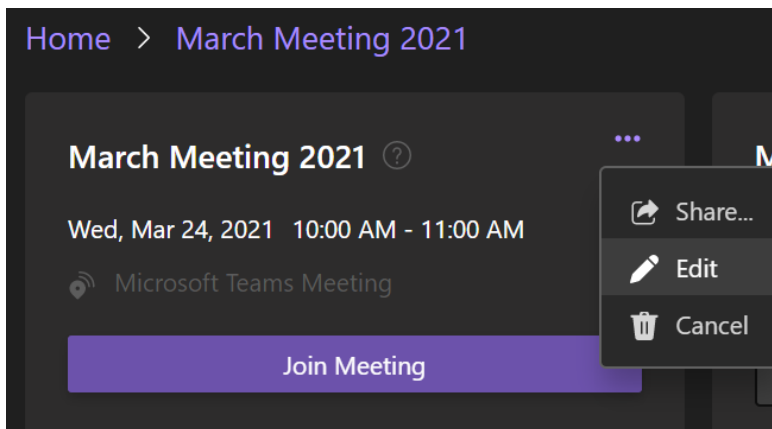 Home > March Meeting 2021
March Meeting 2021 ?
...
Wed, Mar 24, 2021 10:00 AM - 11:00 AM
Microsoft Teams Meeting
Join Meeting
Share...
Edit
Cancel